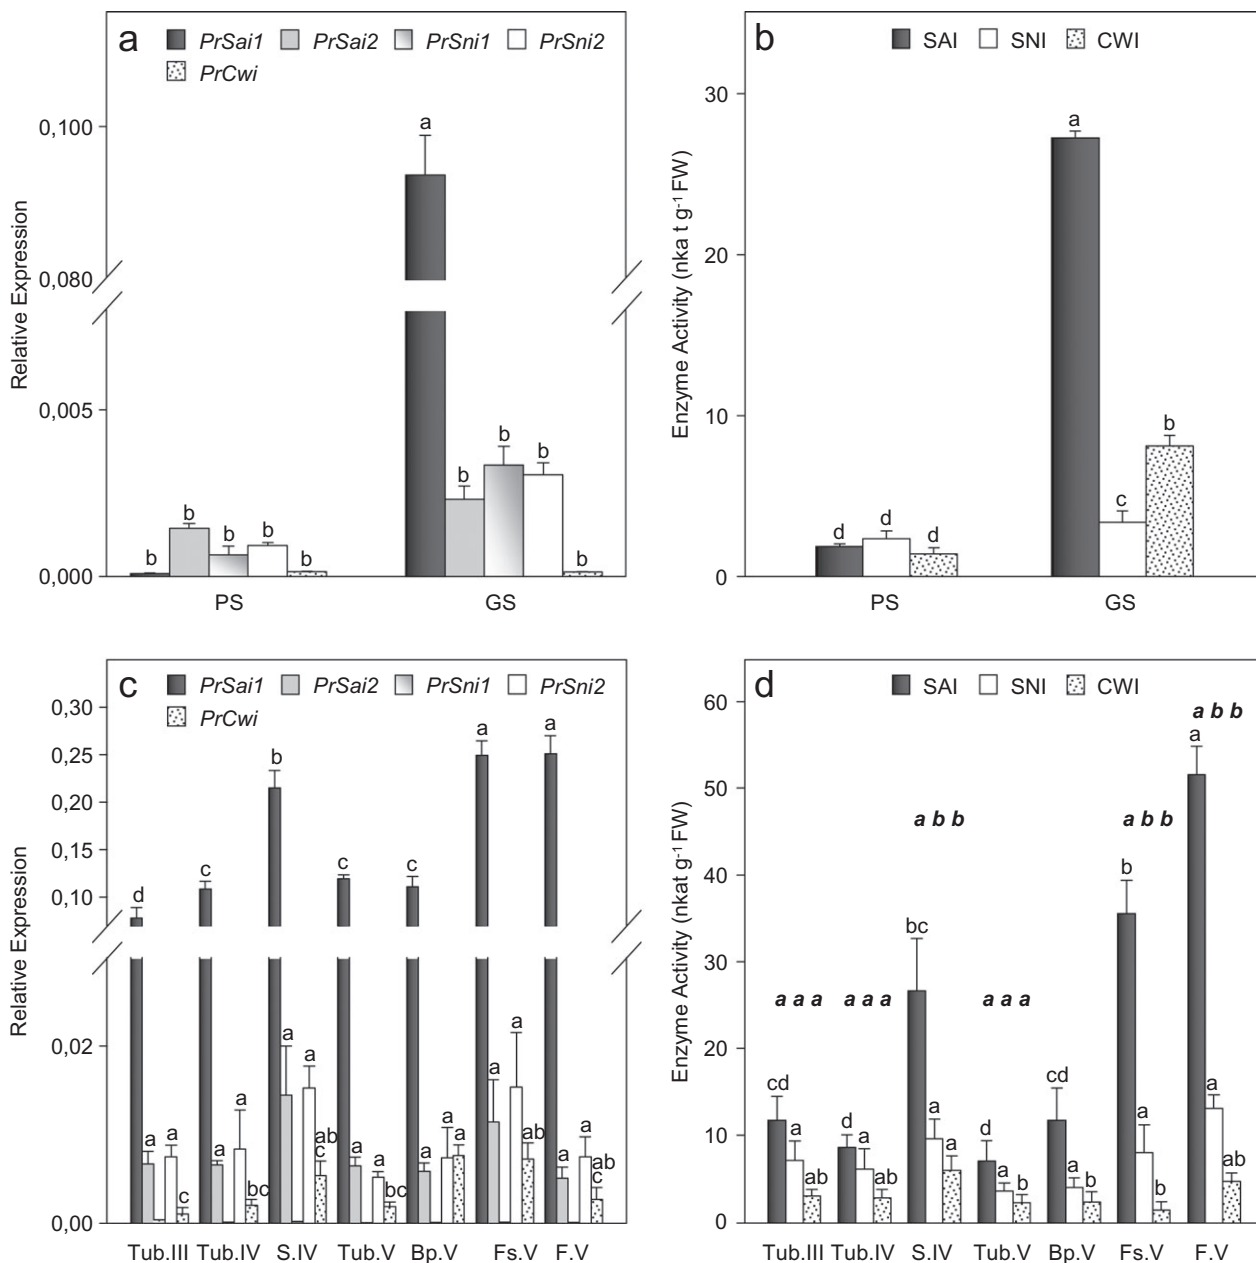 a PrSai1 PrSai2 PrSni1 PrSni2
PrCwi
Relative Expression
0,100
0,080
0,005
0,000
a
b b b b b
b b b b
PS GS
b SAI SNI CWI
Enzyme Activity (nka t g-1 FW)
30
20
10
0
d d d
a c b
PS GS
c PrSai1 PrSai2 PrSni1 PrSni2
PrCwi
Relative Expression
0,30
0,25
0,20
0,15
0,10
0,02
0,00
d c b c c a a
a a c
a a bc
a a ab
c
a a bc
a a a
a a ab
a a ab
c
Tub.III Tub.IV S.IV Tub.V Bp.V Fs.V F.V
d SAI SNI CWI
Enzyme Activity (nkat g-1 FW)
60
50
40
30
20
10
0
a b b
a b b
a b b
a a a
a a a
a a a
cd a ab
d a ab
bc a a
d a b
cd a b
b a b
a a ab
Tub.III Tub.IV S.IV Tub.V Bp.V Fs.V F.V